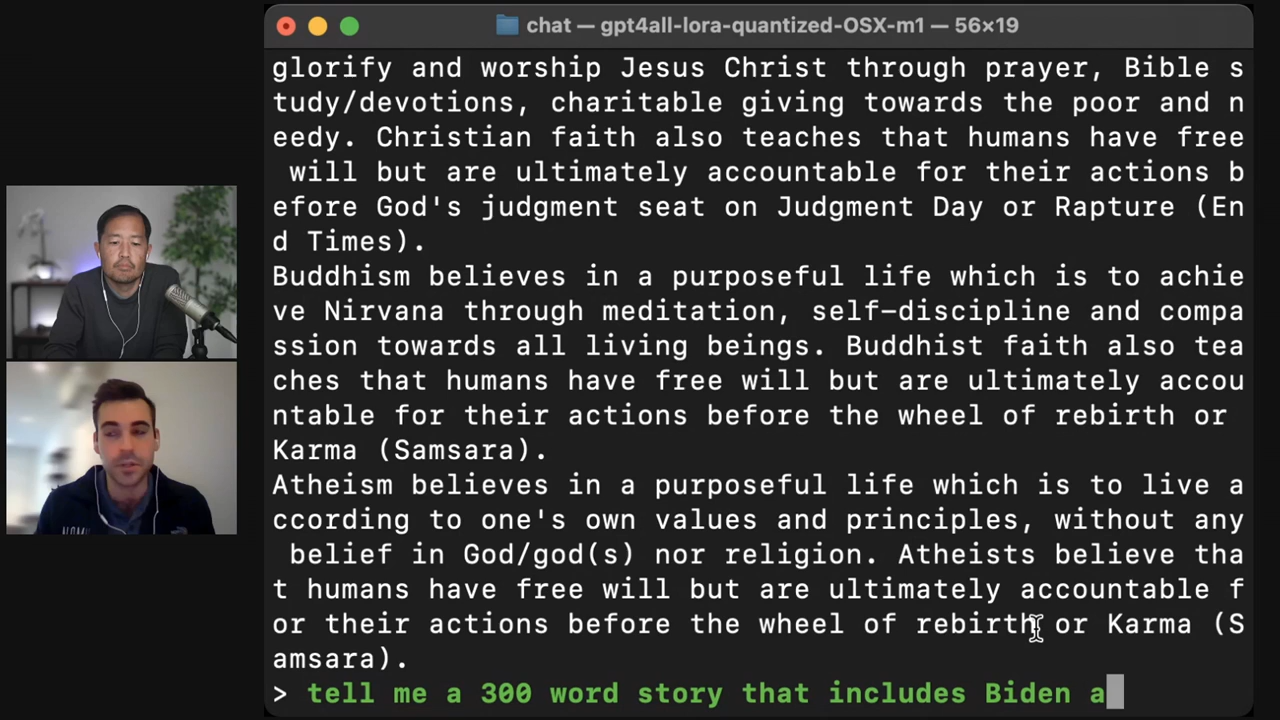 chat — gpt4all-lora-quantized-OSX-m1 — 56×19
glorify and worship Jesus Christ through prayer, Bible s
tudy/devotions, charitable giving towards the poor and n
eedy. Christian faith also teaches that humans have free
will but are ultimately accountable for their actions b
efore God's judgment seat on Judgment Day or Rapture (En
d Times).
Buddhism believes in a purposeful life which is to achie
ve Nirvana through meditation, self-discipline and compa
ssion towards all living beings. Buddhist faith also tea
ches that humans have free will but are ultimately accou
ntable for their actions before the wheel of rebirth or
Karma (Samsara).
Atheism believes in a purposeful life which is to live a
ccording to one's own values and principles, without any
belief in God/god(s) nor religion. Atheists believe tha
t humans have free will but are ultimately accountable f
or their actions before the wheel of rebirth or Karma (S
amsara).
> tell me a 300 word story that includes Biden a